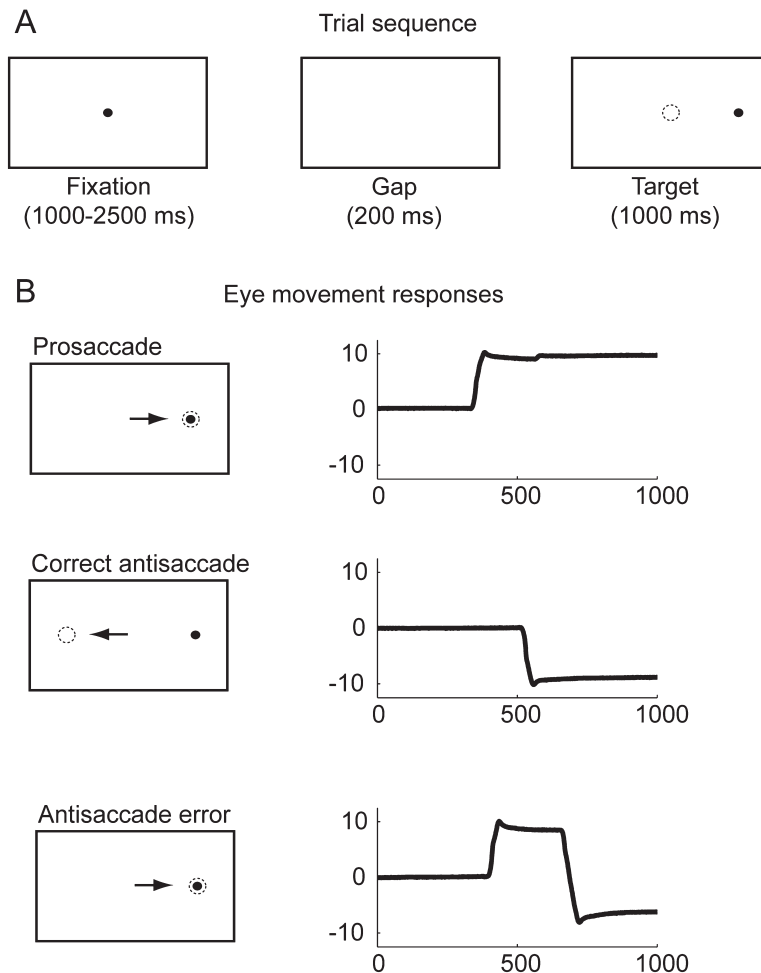 A
Trial sequence
Fixation
(1000-2500 ms)
Gap
(200 ms)
Target
(1000 ms)
B
Eye movement responses
Prosaccade
10
0
-10
0 500 1000
Correct antisaccade
10
0
-10
0 500 1000
Antisaccade error
10
0
-10
0 500 1000